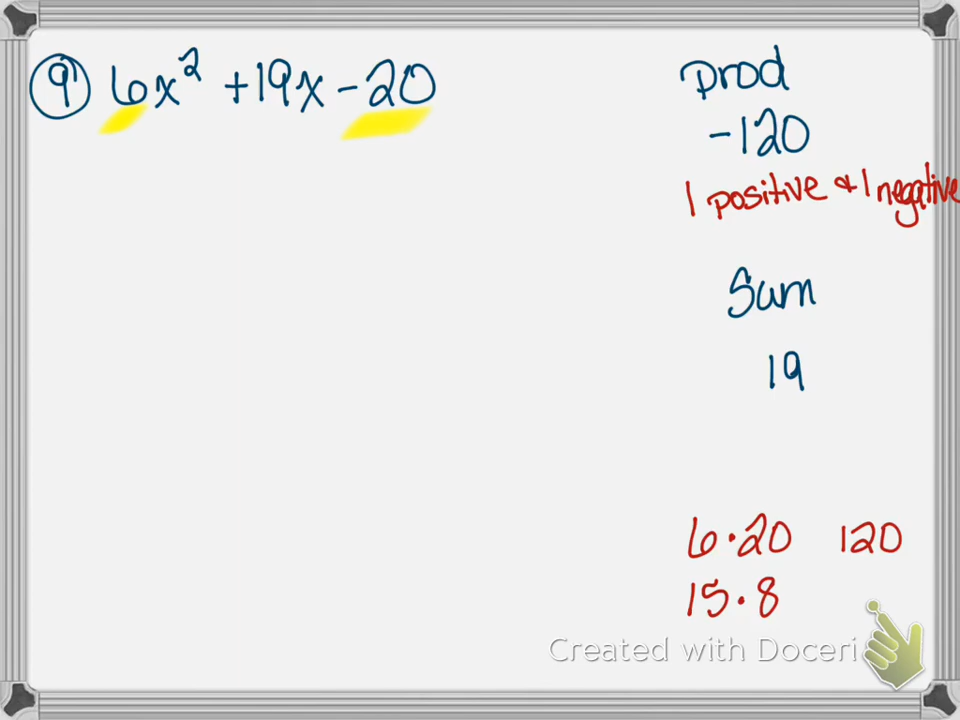 9 6x² +19x -20
prod
-120
1 positive & 1 negative
Sum
19
6·20 120
15·8
Created with Doceri